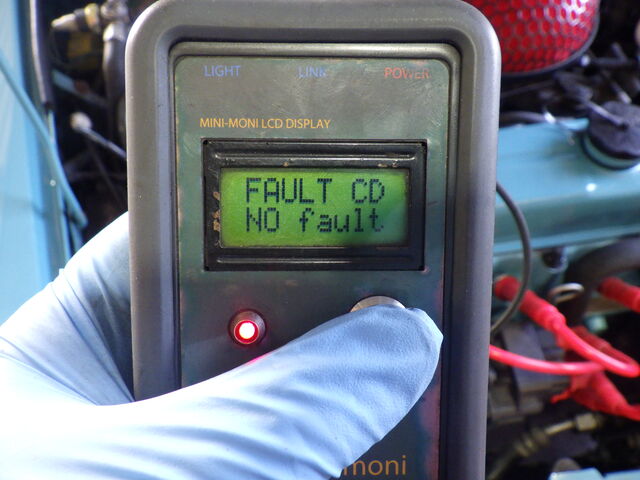 LIGHT LINK POWER
MINI-MONI LCD DISPLAY
FAULT CD
NO fault
moni